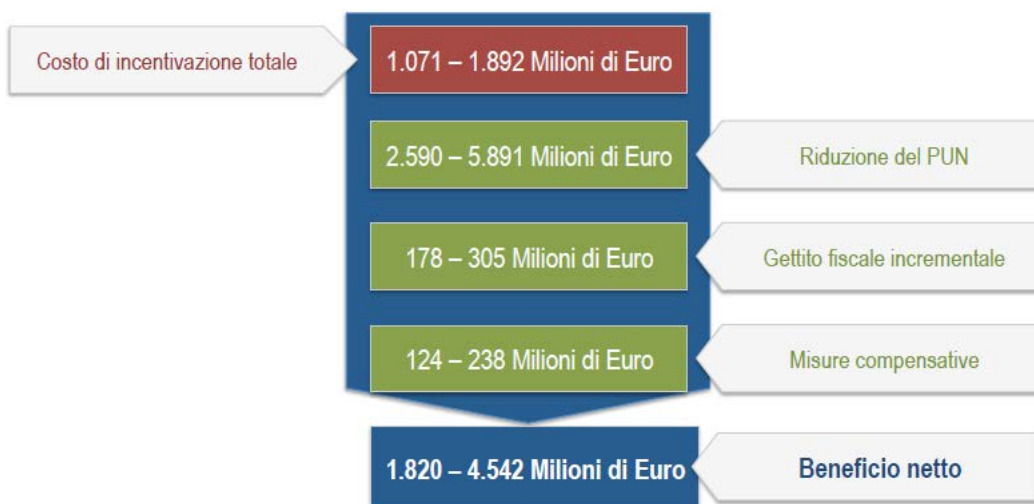 Costo di incentivazione totale
1.071 – 1.892 Milioni di Euro
2.590 – 5.891 Milioni di Euro
Riduzione del PUN
178 – 305 Milioni di Euro
Gettito fiscale incrementale
124 – 238 Milioni di Euro
Misure compensative
1.820 – 4.542 Milioni di Euro
Beneficio netto